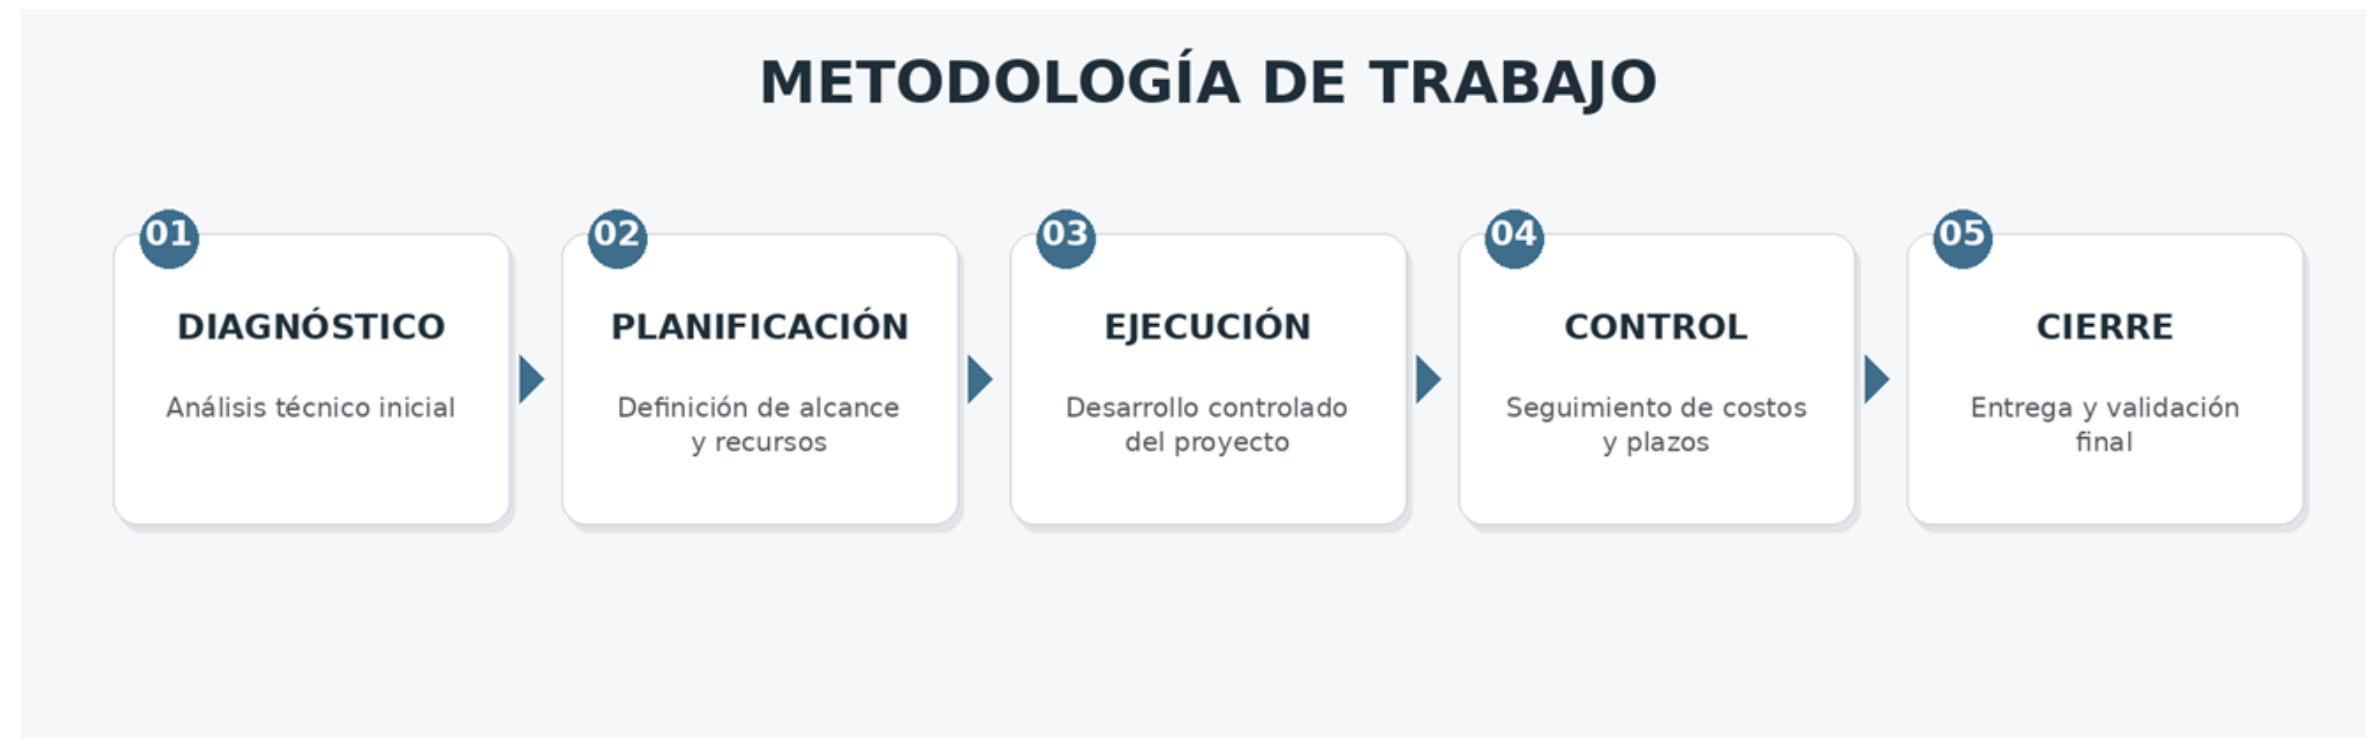 METODOLOGÍA DE TRABAJO
01
DIAGNÓSTICO
Análisis técnico inicial
02
PLANIFICACIÓN
Definición de alcance
y recursos
03
EJECUCIÓN
Desarrollo controlado
del proyecto
04
CONTROL
Seguimiento de costos
y plazos
05
CIERRE
Entrega y validación
final